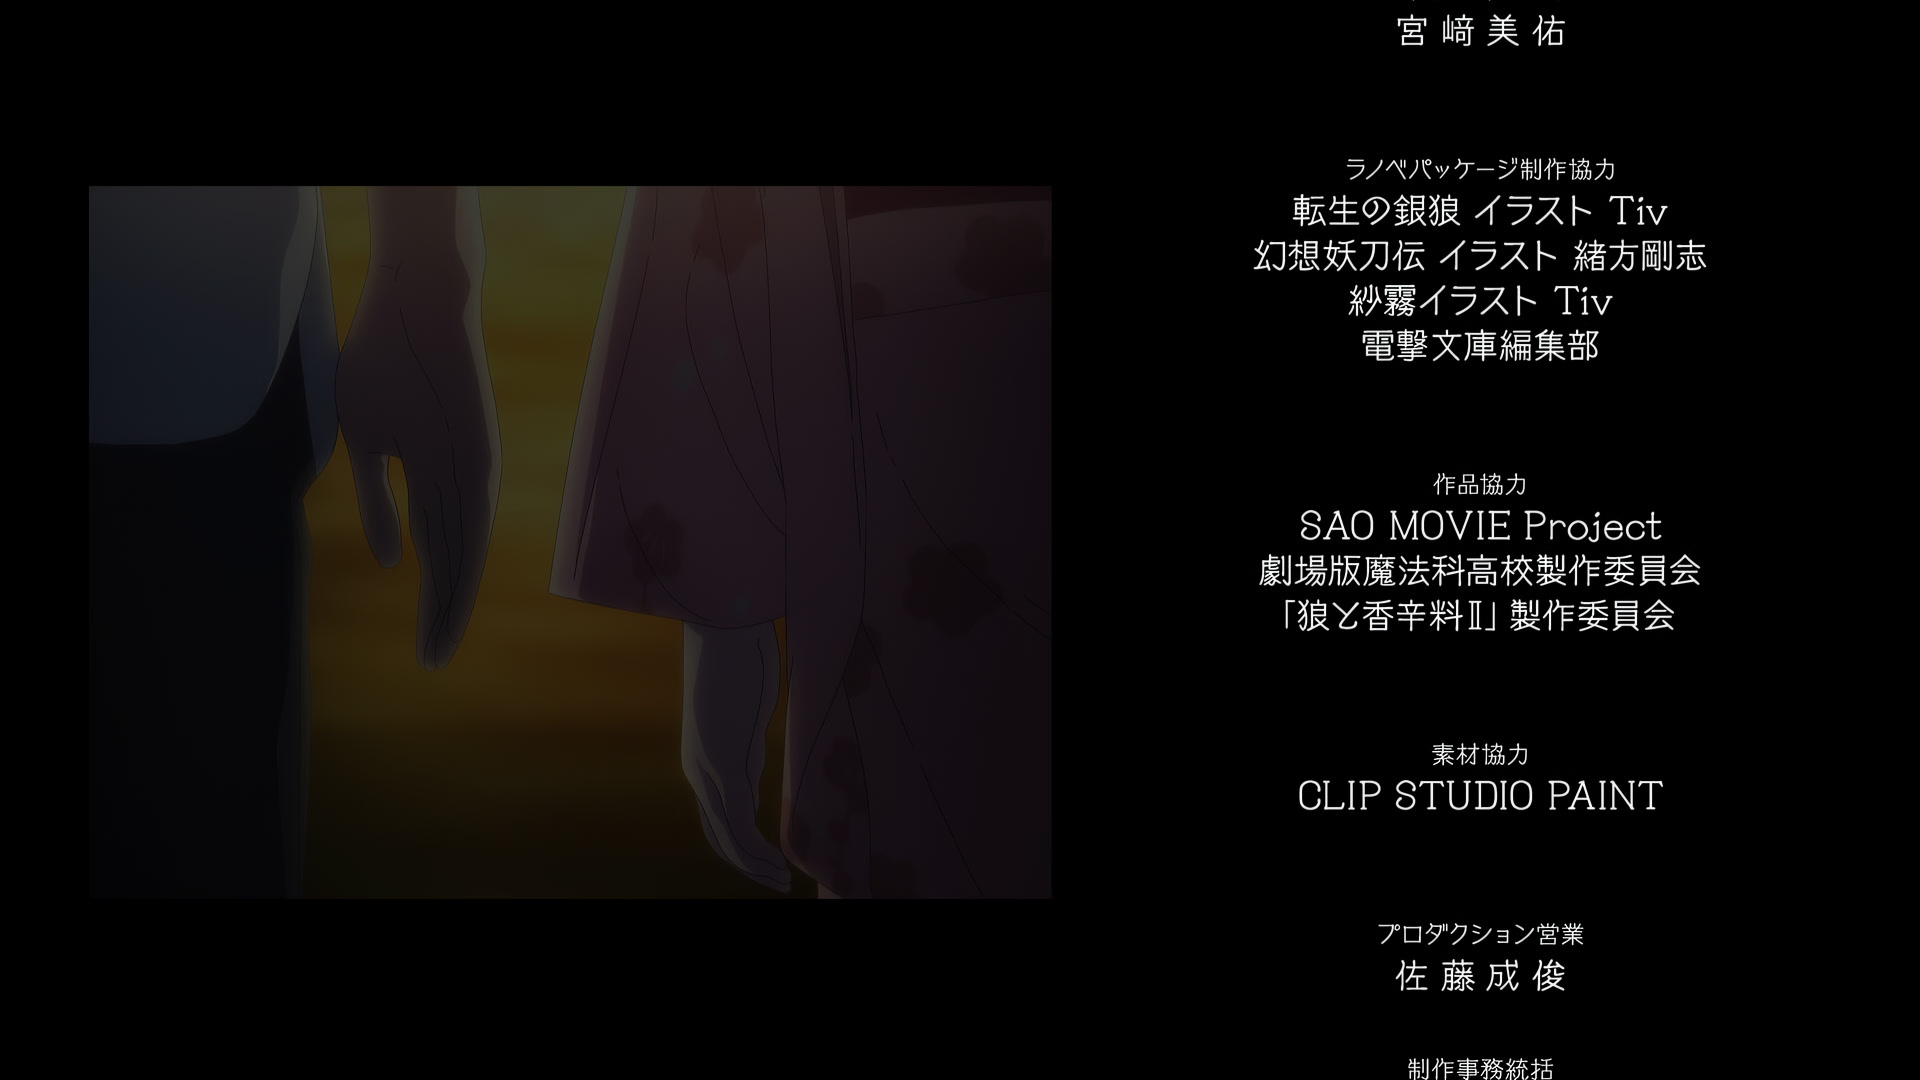 宮﨑美佑
ラノベパッケージ制作協力
転生の銀狼 イラスト Tiv
幻想妖刀伝 イラスト 緒方剛志
紗霧イラスト Tiv
電撃文庫編集部
作品協力
SAO MOVIE Project
劇場版魔法科高校製作委員会
「狼と香辛料Ⅱ」製作委員会
素材協力
CLIP STUDIO PAINT
プロダクション営業
佐藤成俊
制作事務統括